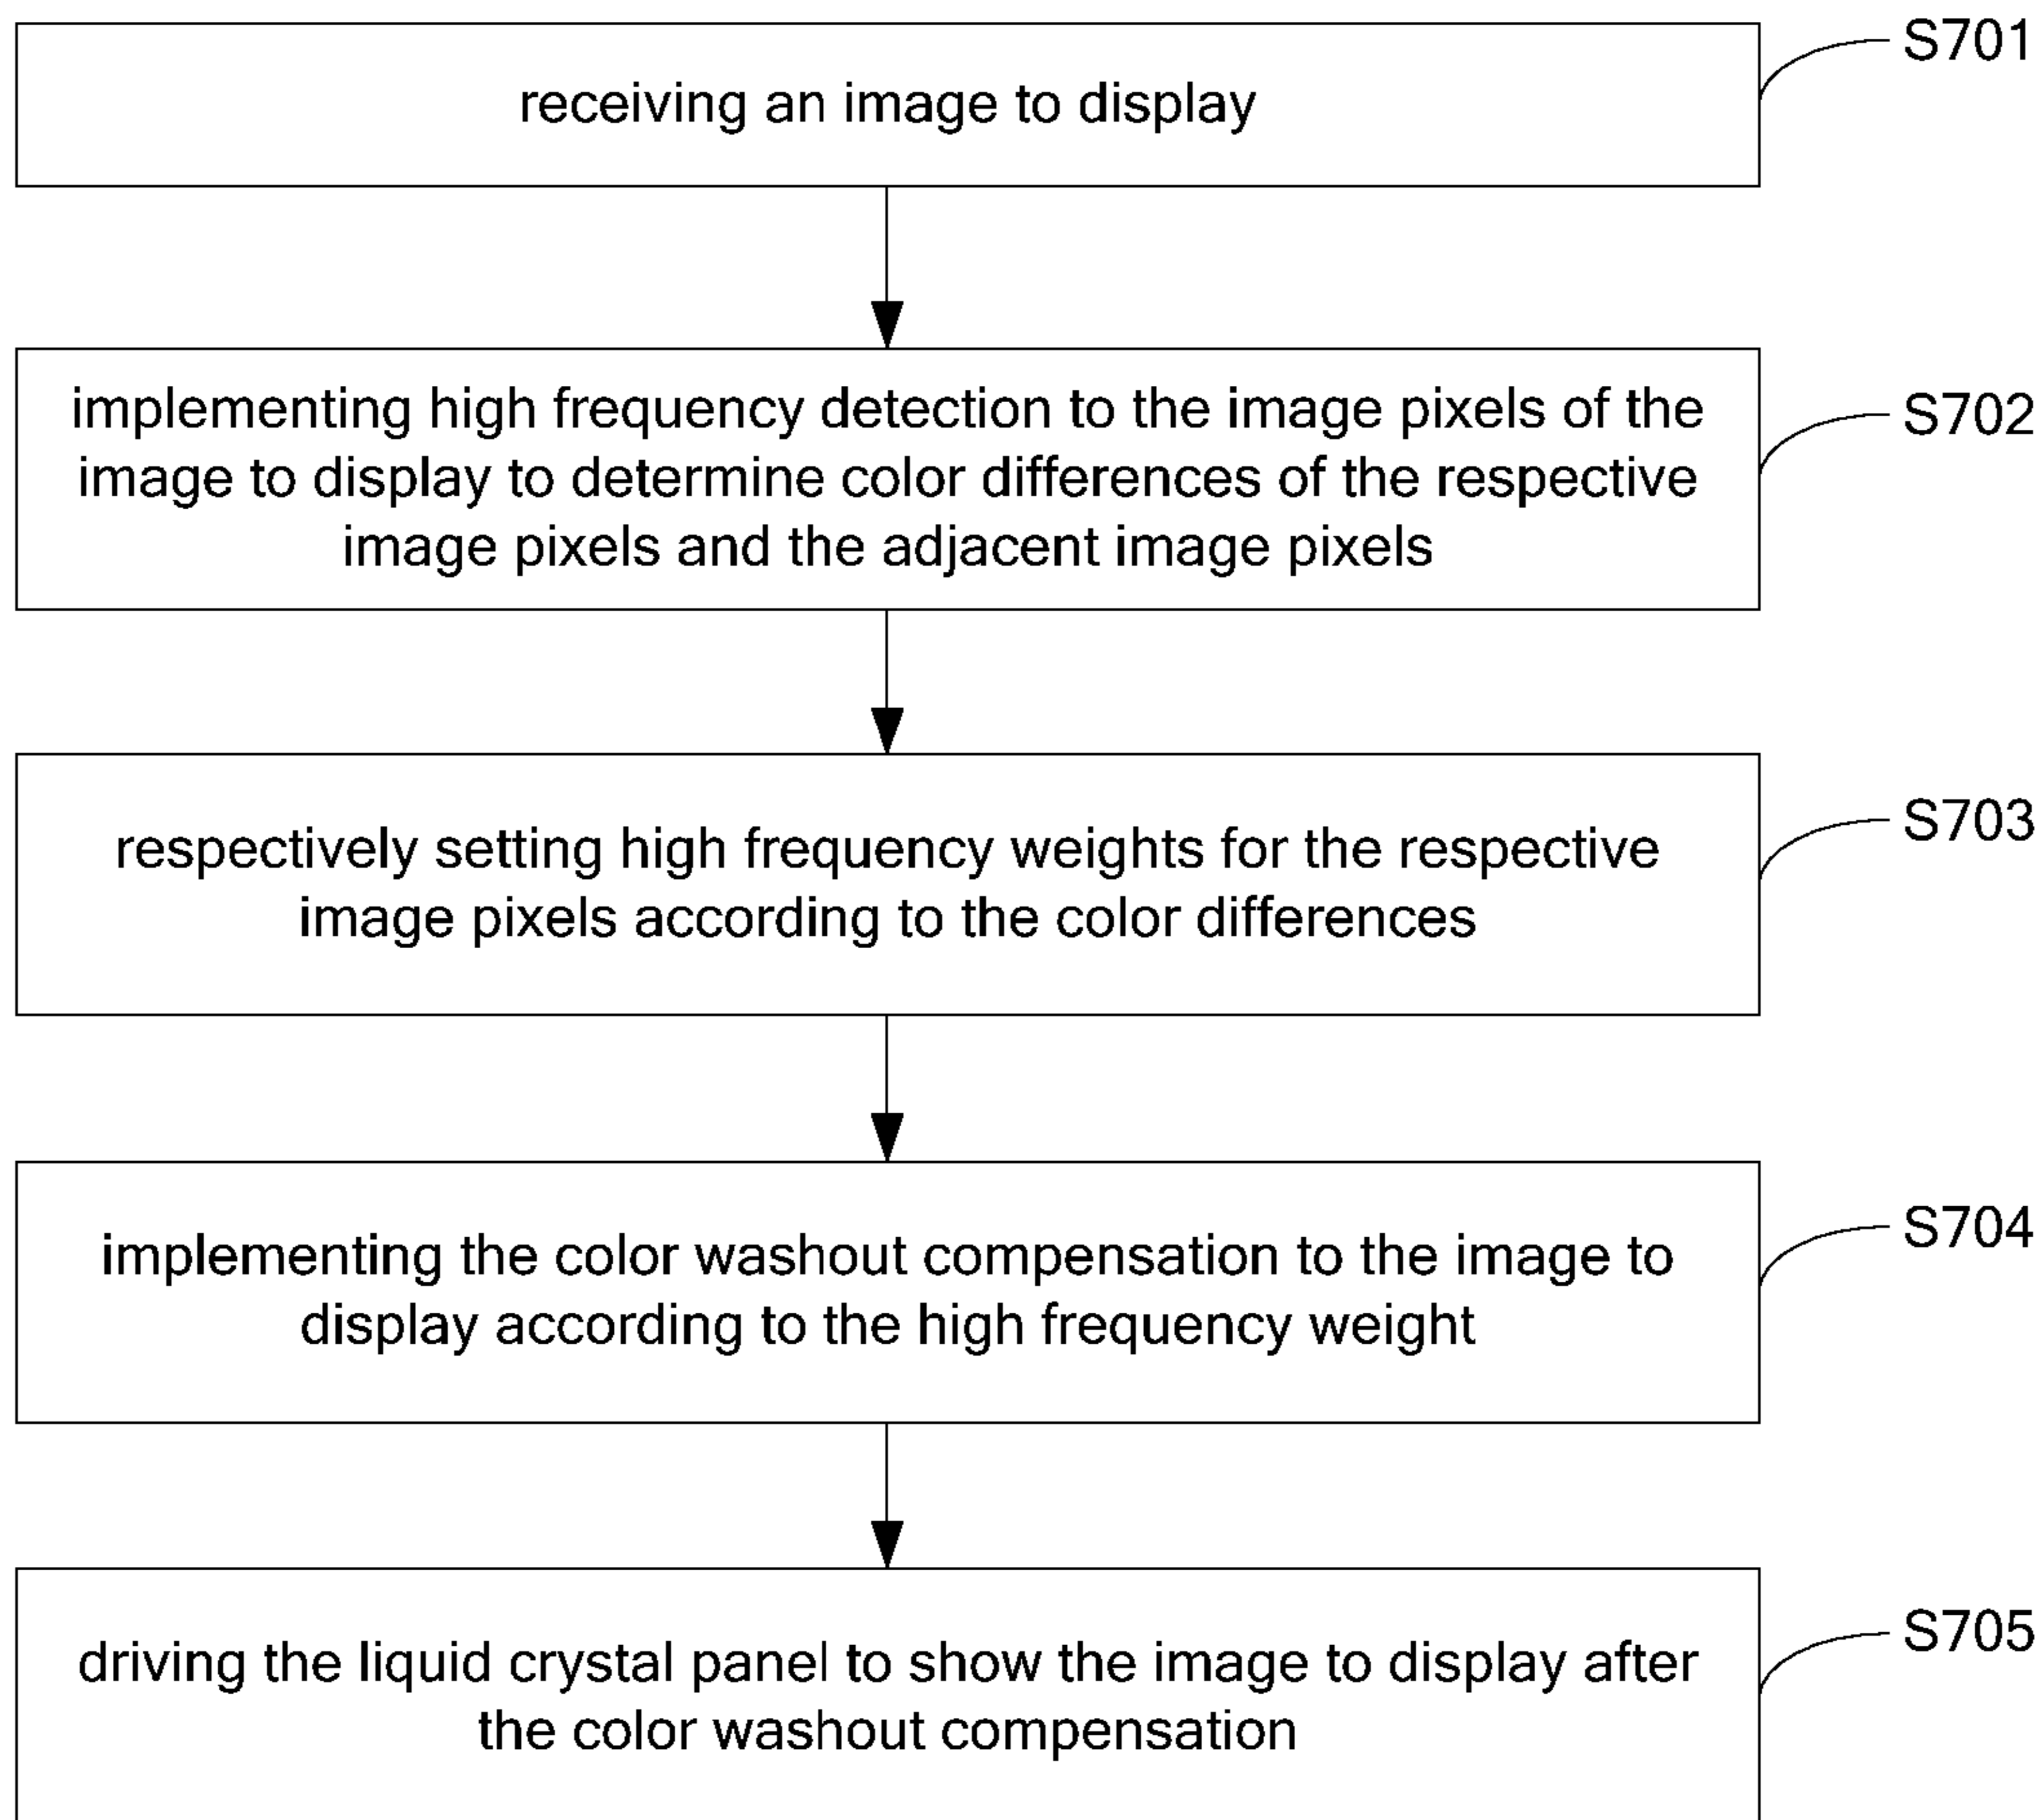 receiving an image to display
S701
implementing high frequency detection to the image pixels of the
image to display to determine color differences of the respective
image pixels and the adjacent image pixels
S702
respectively setting high frequency weights for the respective
image pixels according to the color differences
S703
implementing the color washout compensation to the image to
display according to the high frequency weight
S704
driving the liquid crystal panel to show the image to display after
the color washout compensation
S705